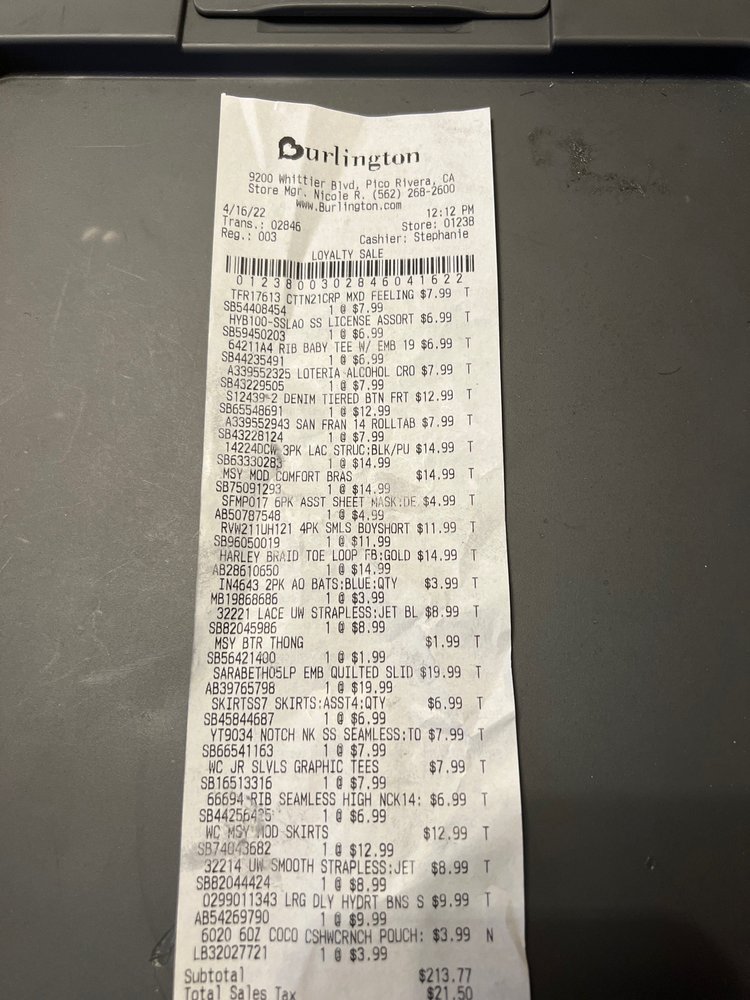 Burlington
9200 Whittier Blvd, Pico Rivera, CA
Store Mgr. Nicole R. (562) 268-2600
www.Burlington.com
4/16/22 12:12 PM
Trans.: 02846 Store: 01238
Reg.: 003 Cashier: Stephanie
LOYALTY SALE
01238003028460416 22
TFR17613 CTTN21CRP MXD FEELING $7.99 T
SB54408454 1 @ $7.99
HYB100-SSLAO SS LICENSE ASSORT $6.99 T
SB59450203 1 @ $6.99
64211A4 RIB BABY TEE W/ EMB 19 $6.99 T
SB44235491 1 @ $6.99
A339552325 LOTERIA ALCOHOL CRO $7.99 T
SB43229505 1 @ $7.99
S12439-2 DENIM TIERED BTN FRT $12.99 T
SB65548691 1 @ $12.99
A339552943 SAN FRAN 14 ROLLTAB $7.99 T
SB43228124 1 @ $7.99
14224DCW 3PK LAC STRUC:BLK/PU $14.99 T
SB63330283 1 @ $14.99
MSY MOD COMFORT BRAS $14.99 T
SB75091293 1 @ $14.99
SFMP017 6PK ASST SHEET MASK:DE $4.99 T
AB50787548 1 @ $4.99
RVW211UH121 4PK SMLS BOYSHORT $11.99 T
SB96050019 1 @ $11.99
HARLEY BRAID TOE LOOP FB:GOLD $14.99 T
AB28610650 1 @ $14.99
IN4643 2PK AO BATS:BLUE:QTY $3.99 T
MB19868686 1 @ $3.99
32221 LACE UW STRAPLESS:JET BL $8.99 T
SB82045986 1 @ $8.99
MSY BTR THONG $1.99 T
SB56421400 1 @ $1.99
SARABETH05LP EMB QUILTED SLID $19.99 T
AB39765798 1 @ $19.99
SKIRTSS7 SKIRTS:ASST4:QTY $6.99 T
SB45844687 1 @ $6.99
YT9034 NOTCH NK SS SEAMLESS:TO $7.99 T
SB66541163 1 @ $7.99
WC JR SLVLS GRAPHIC TEES $7.99 T
SB16513316 1 @ $7.99
66694 RIB SEAMLESS HIGH NCK14: $6.99 T
SB44256425 1 @ $6.99
WC MSY MOD SKIRTS $12.99 T
SB74043682 1 @ $12.99
32214 UW SMOOTH STRAPLESS:JET $8.99 T
SB82044424 1 @ $8.99
0299011343 LRG DLY HYDRT BNS S $9.99 T
AB54269790 1 @ $9.99
6020 6OZ COCO CSHWCRNCH POUCH: $3.99 N
LB32027721 1 @ $3.99
Subtotal $213.77
Total Sales Tax $21.50